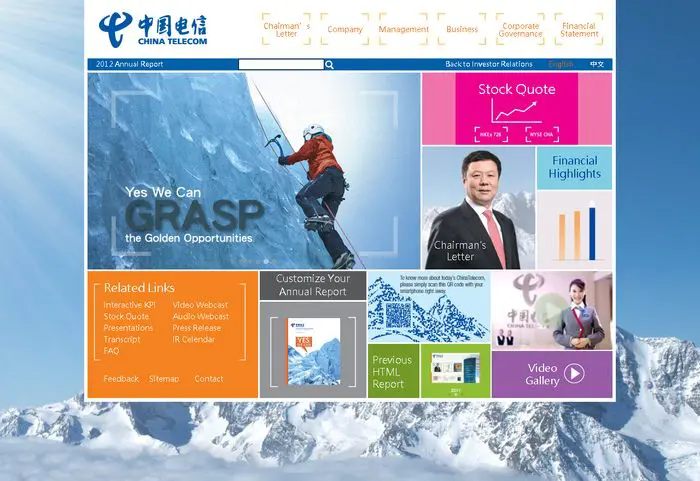 中国电信
CHINA TELECOM
Chairman's
Letter
Company
Management
Business
Corporate
Governance
Financial
Statement
2012 Annual Report
Back to Investor Relations
English
中文
Yes We Can
GRASP
the Golden Opportunities
Stock Quote
HKEx 728
NYSE CHA
Chairman's
Letter
Financial
Highlights
Related Links
Interactive KPI
Stock Quote
Presentations
Transcript
FAQ
Video Webcast
Audio Webcast
Press Release
IR Calendar
Feedback
Sitemap
Contact
Customize Your
Annual Report
YES
To know more about today's ChinaTelecom,
please simply scan this QR code with your
smartphone right away.
Previous
HTML
Report
2011
中国电信
CHINA TELECOM
Video
Gallery